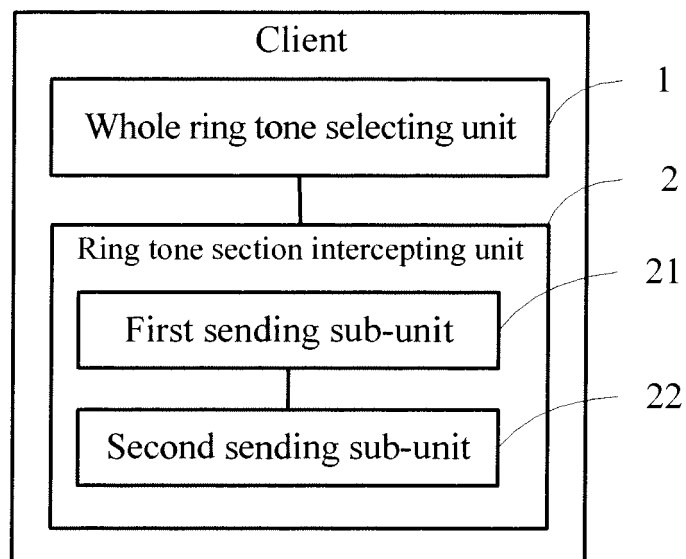 Client
Whole ring tone selecting unit
1
2
Ring tone section intercepting unit
21
First sending sub-unit
22
Second sending sub-unit